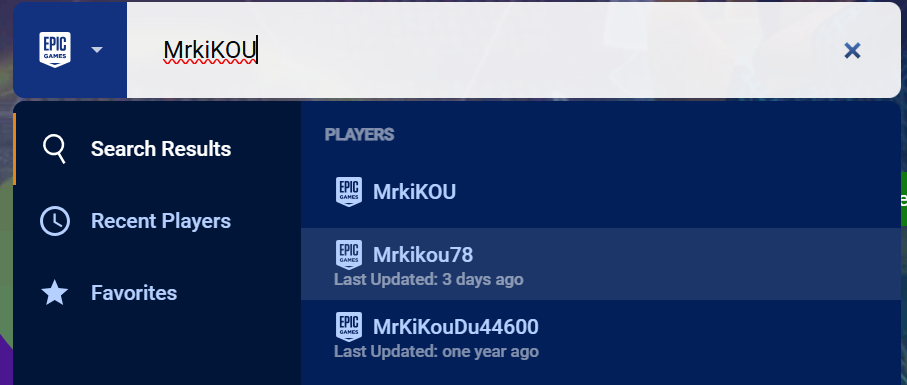 EPIC
GAMES
MrkiKOU
Search Results
Recent Players
Favorites
PLAYERS
EPIC
GAMES
MrkiKOU
EPIC
GAMES
Mrkikou78
Last Updated: 3 days ago
EPIC
GAMES
MrKiKouDu44600
Last Updated: one year ago
e